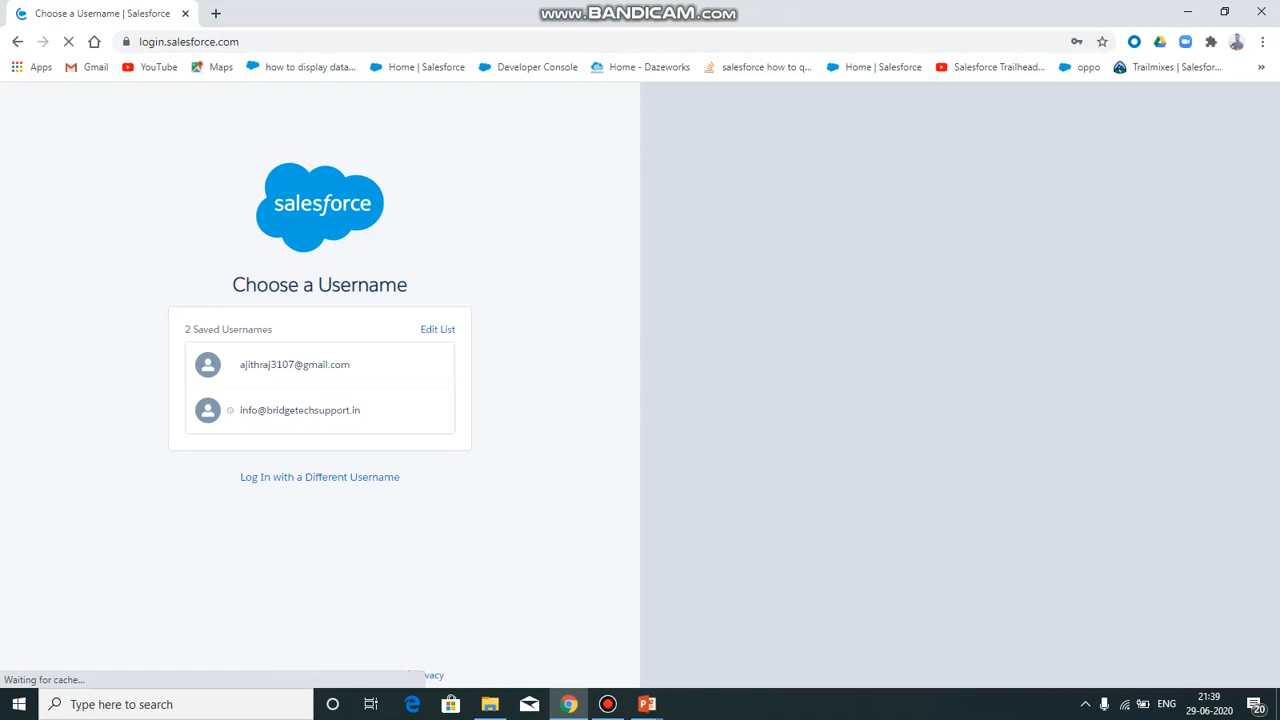 Choose a Username | Salesforce
www.BANDICAM.com
login.salesforce.com
Apps
Gmail
YouTube
Maps
how to display data...
Home | Salesforce
Developer Console
Home - Dazeworks
salesforce how to q...
Home | Salesforce
Salesforce Trailhead...
oppo
Trailmixes | Salesfor...
»
salesforce
Choose a Username
2 Saved Usernames
Edit List
ajithraj3107@gmail.com
info@bridgetechsupport.in
Log In with a Different Username
Waiting for cache...
vacy
Type here to search
ENG
21:39
29-06-2020
20